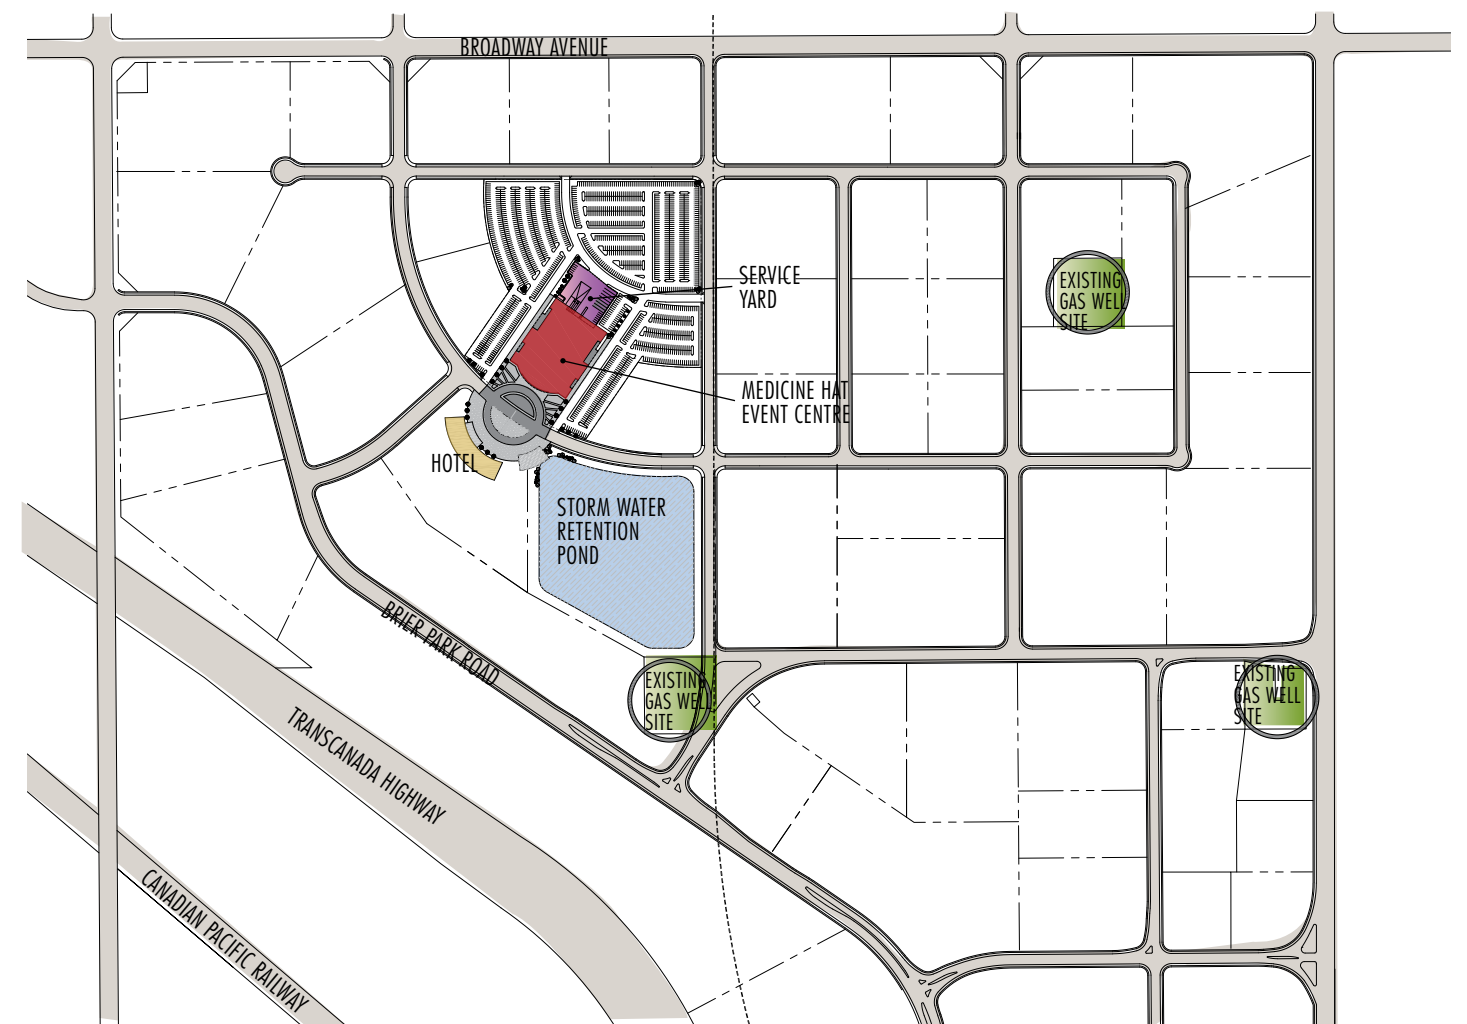 BROADWAY AVENUE
SERVICE
YARD
EXISTING
GAS WELL
SITE
MEDICINE HAT
EVENT CENTRE
HOTEL
STORM WATER
RETENTION
POND
BRIER PARK ROAD
EXISTING
GAS WELL
SITE
EXISTING
GAS WELL
SITE
TRANSCANADA HIGHWAY
CANADIAN PACIFIC RAILWAY